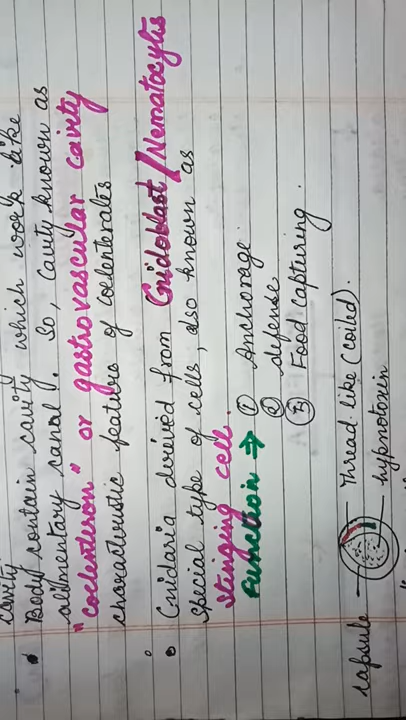 cavity.
Body contain cavity which work like
alimentary canal. So, cavity known as
"coelenteron" or gastrovascular cavity
characteristic feature of coelenterates
Cnidaria derived from Cnidoblast/Nematocytis
special type of cells, also known as
stinging cell.
Function ⇒ ① Anchorage
② defense
③ Food capturing.
capsule
Thread like (coiled)
hypnotoxin